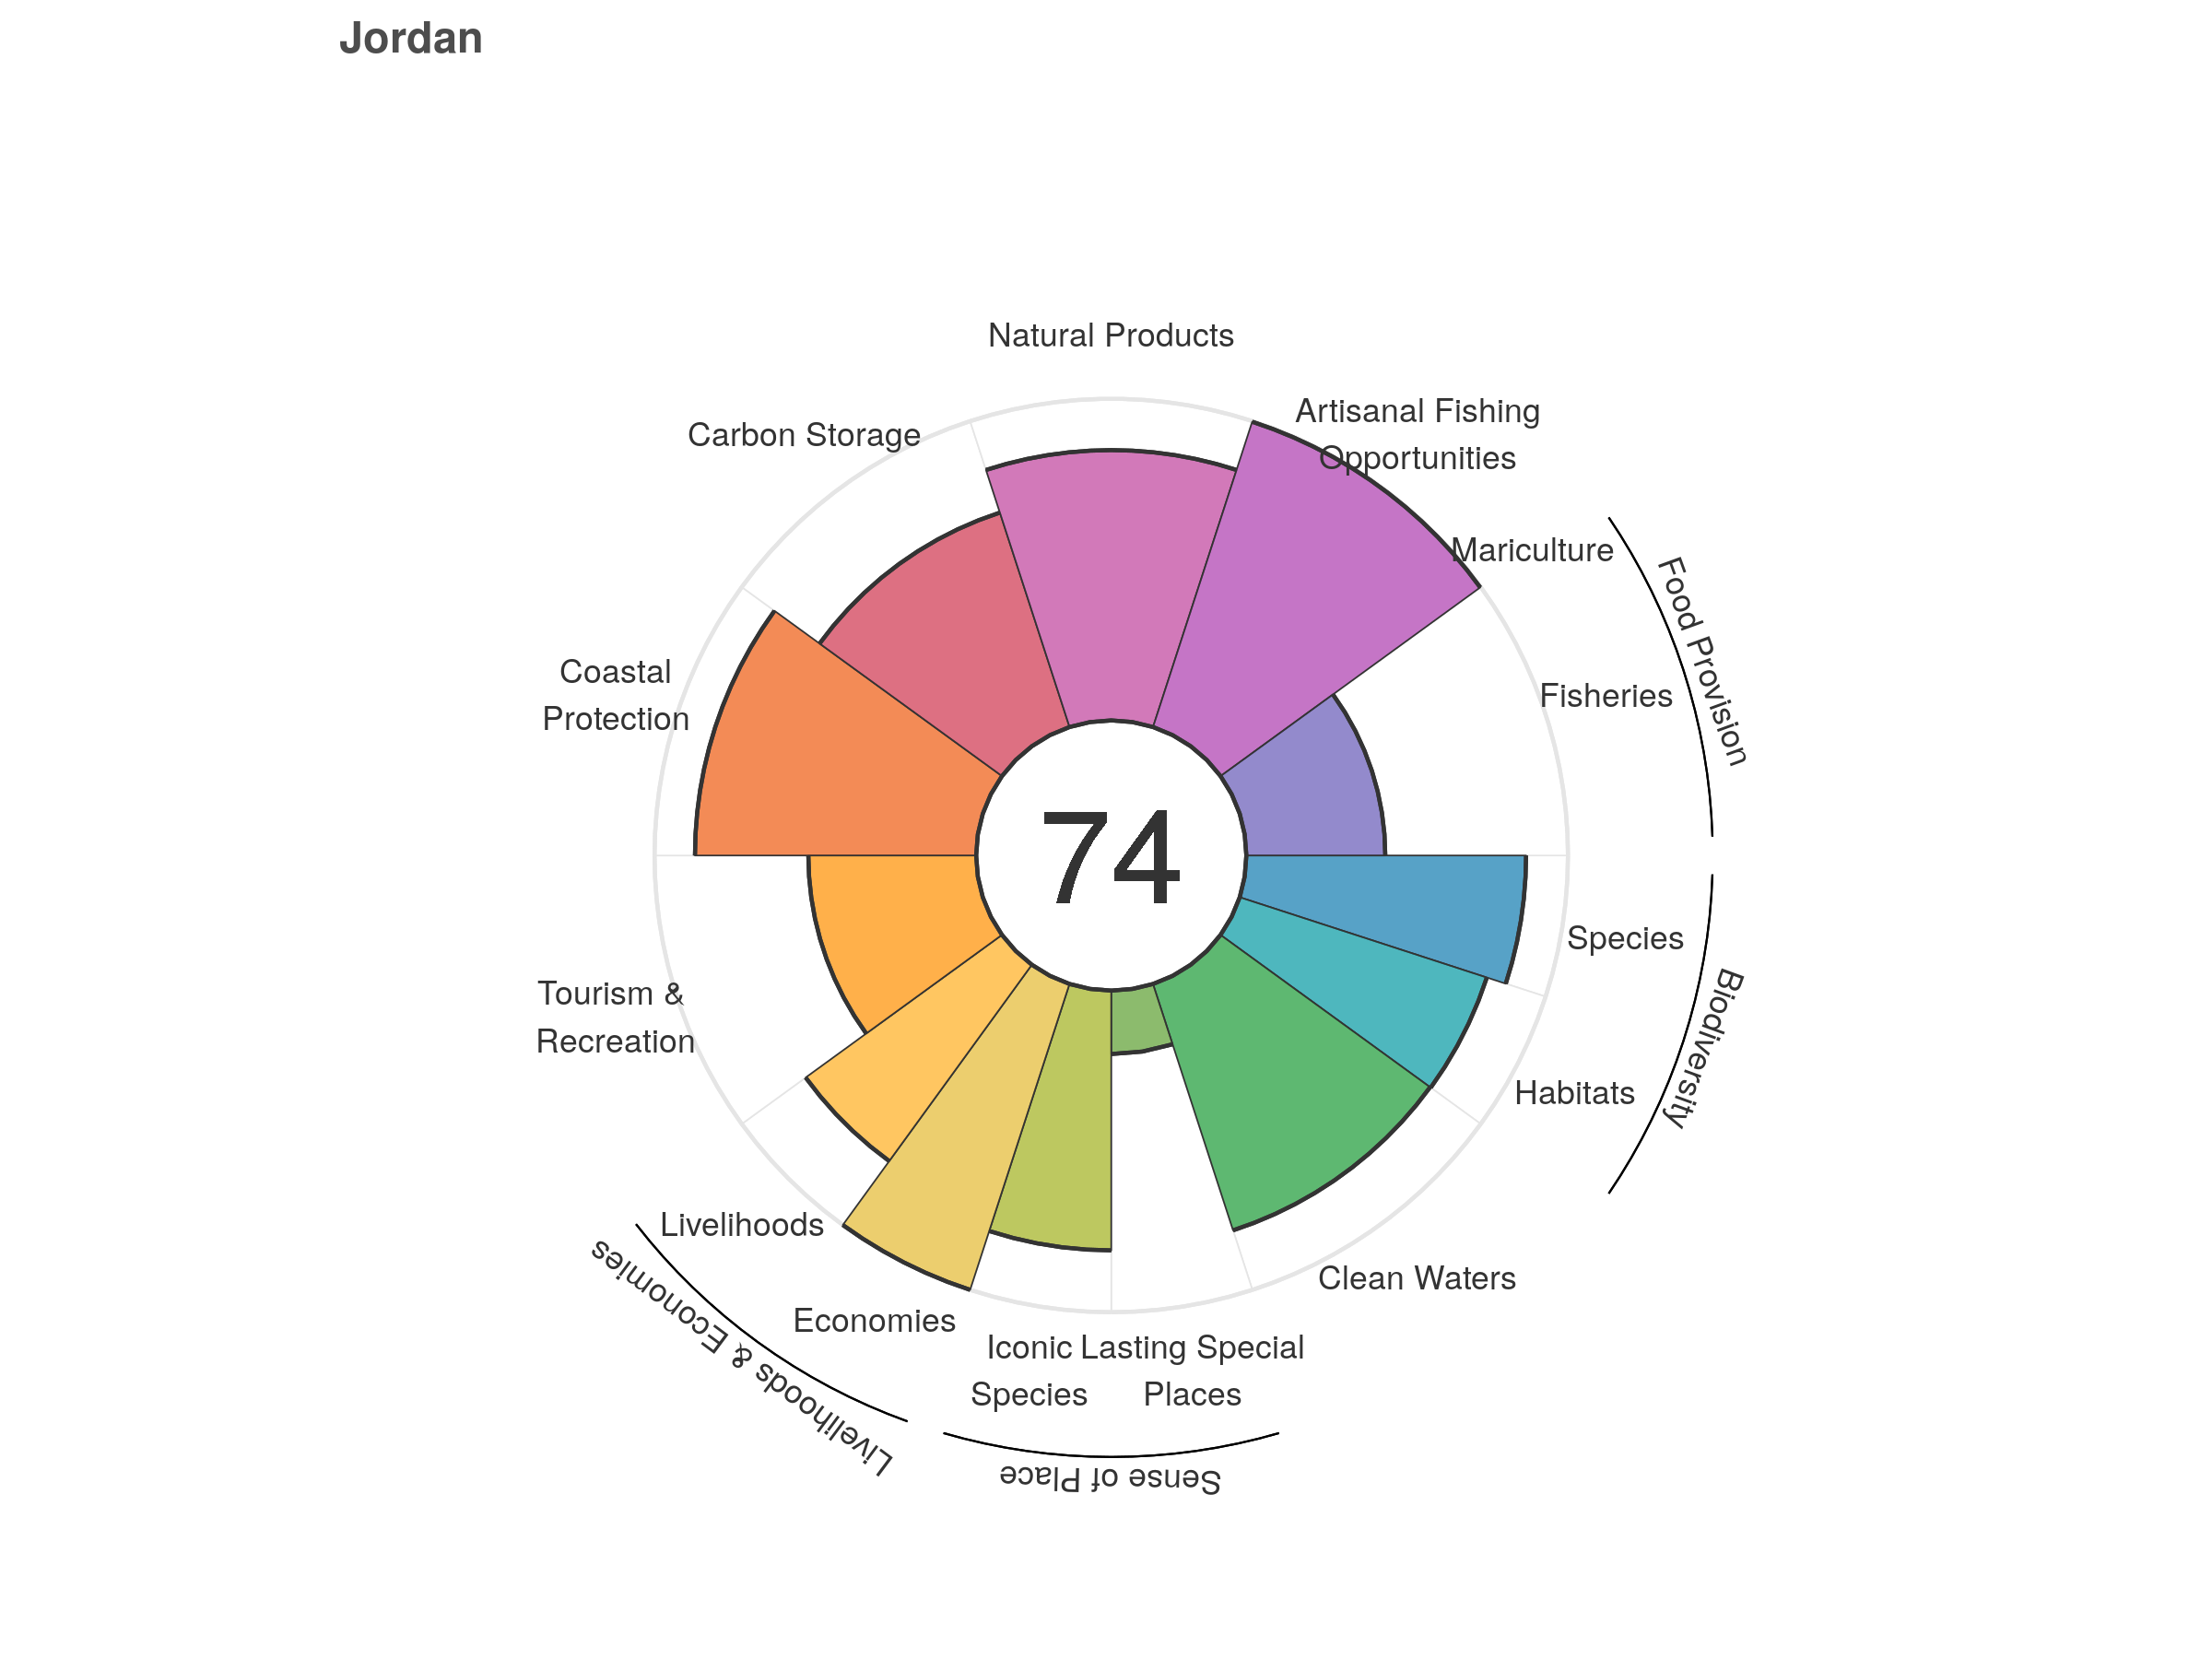 Jordan
Natural Products
Artisanal Fishing
Opportunities
Carbon Storage
Mariculture
Food Provision
Coastal
Protection
Fisheries
74
Species
Tourism &
Recreation
Biodiversity
Habitats
Livelihoods
Clean Waters
Economies
Iconic
Species
Lasting Special
Places
Livelihoods & Economies
Sense of Place